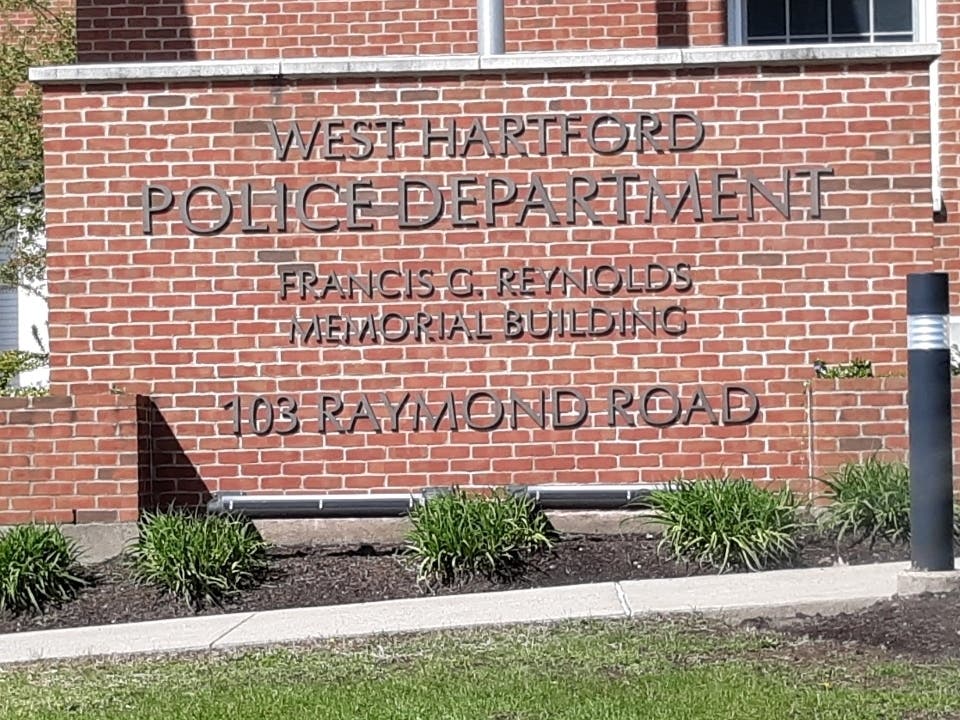 WEST HARTFORD
POLICE DEPARTMENT
FRANCIS G. REYNOLDS
MEMORIAL BUILDING
103 RAYMOND ROAD